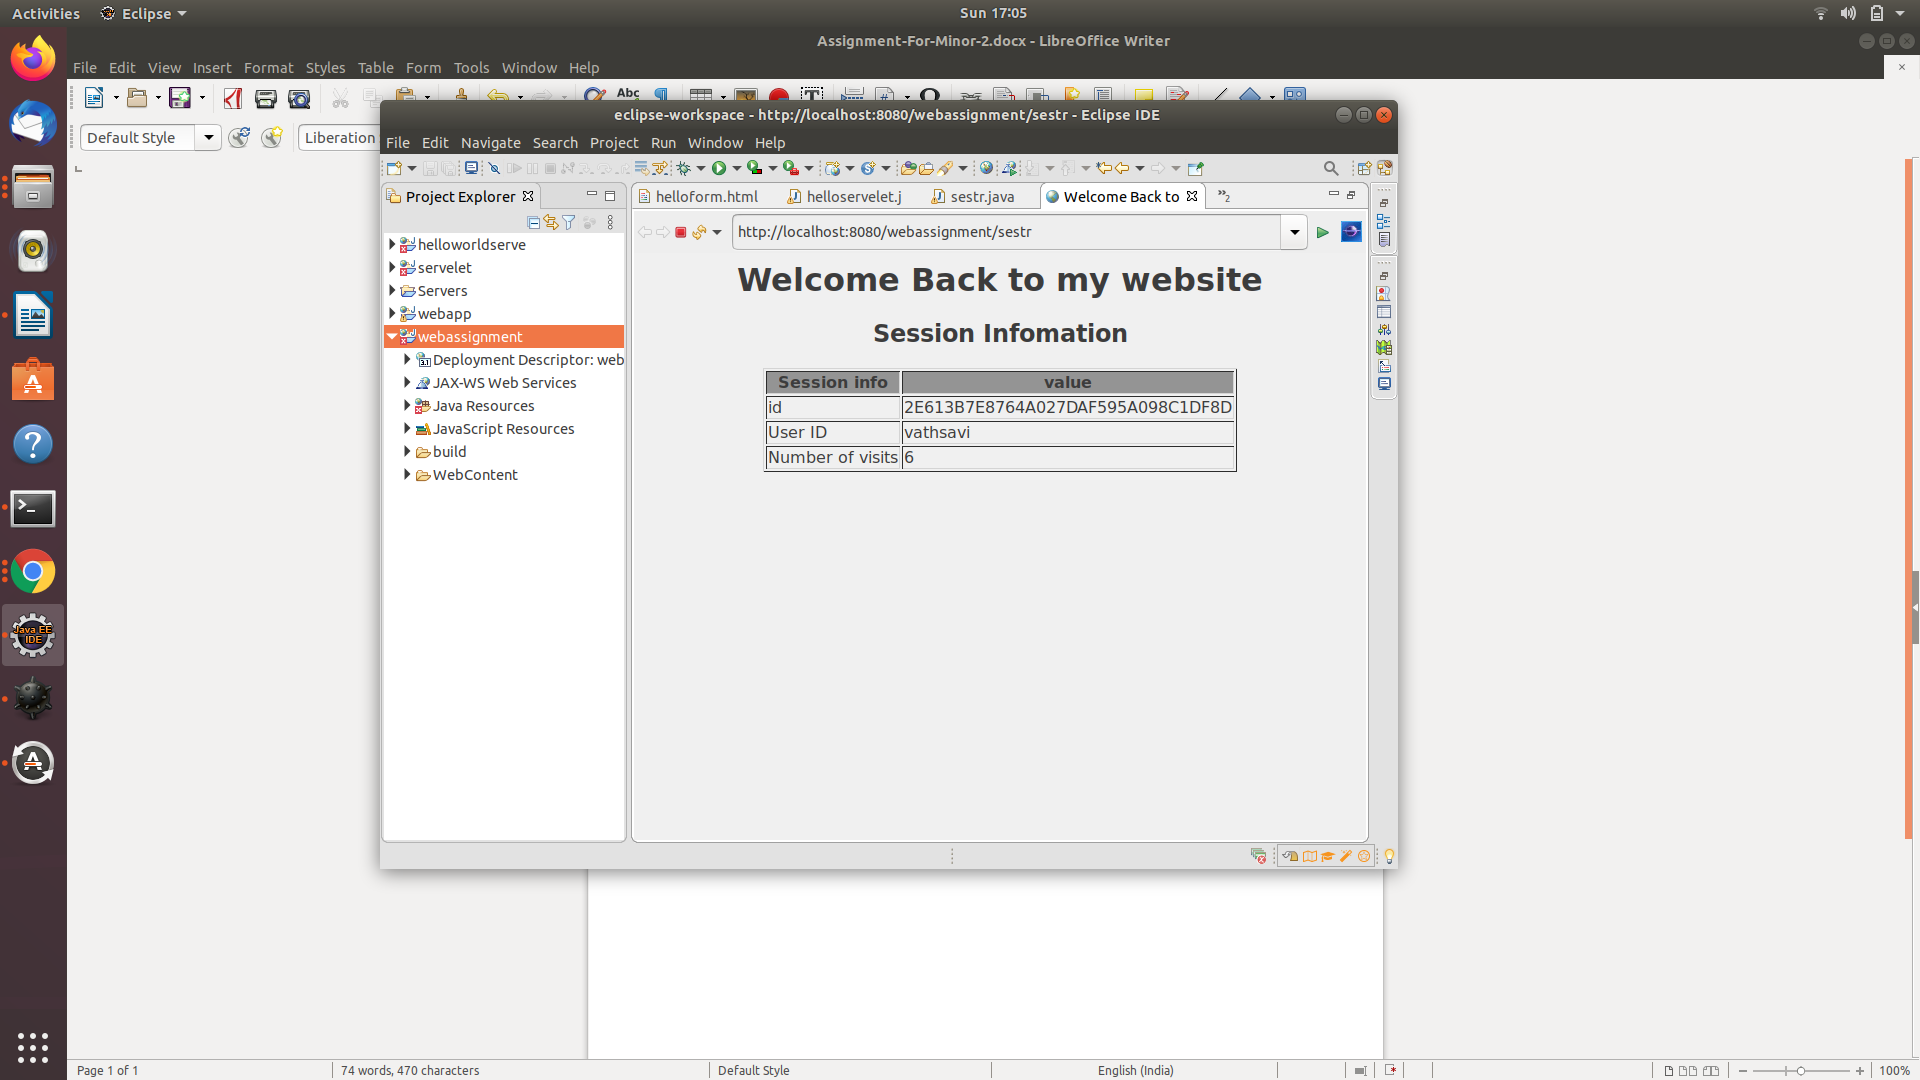 Activities
Eclipse
Sun 17:05
Assignment-For-Minor-2.docx - LibreOffice Writer
File Edit View Insert Format Styles Table Form Tools Window Help
Abc
Default Style
Liberation
eclipse-workspace - http://localhost:8080/webassignment/sestr - Eclipse IDE
File Edit Navigate Search Project Run Window Help
Project Explorer
helloform.html
helloservelet.j
sestr.java
Welcome Back to
2
http://localhost:8080/webassignment/sestr
helloworldserve
servelet
Servers
webapp
webassignment
Deployment Descriptor: web
JAX-WS Web Services
Java Resources
JavaScript Resources
build
WebContent
Welcome Back to my website
Session Infomation
Session info value
id 2E613B7E8764A027DAF595A098C1DF8D
User ID vathsavi
Number of visits 6
Java EE
IDE
Page 1 of 1
74 words, 470 characters
Default Style
English (India)
100%